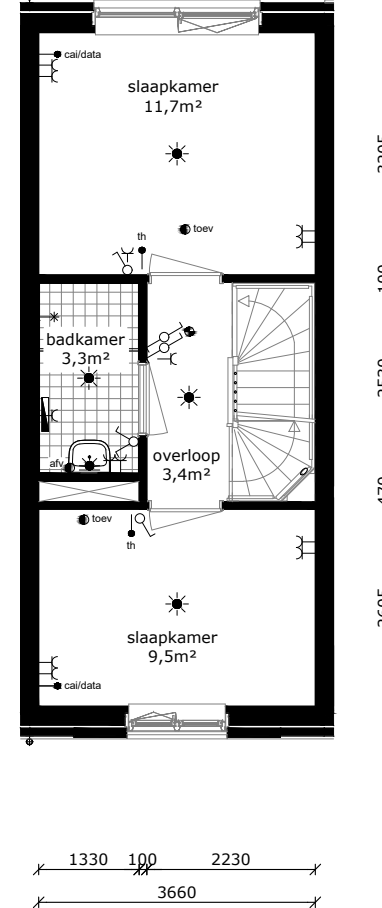 cai/data
slaapkamer
11,7m²
toev
th
badkamer
3,3m²
overloop
3,4m²
afv
toev
th
slaapkamer
9,5m²
cai/data
1330 100 2230
3660